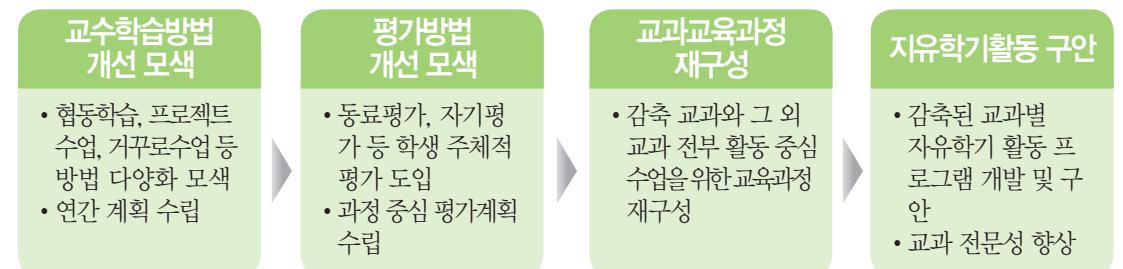 교수학습방법
개선 모색
• 협동학습, 프로젝트
수업, 거꾸로수업 등
방법 다양화 모색
• 연간 계획 수립
평가방법
개선 모색
• 동료평가, 자기평
가 등 학생 주체적
평가 도입
• 과정 중심 평가계획
수립
교과교육과정
재구성
• 감축 교과와 그 외
교과 전부 활동 중심
수업을 위한 교육과정
재구성
지유학기활동 구안
• 감축된 교과별
자유학기 활동 프
로그램 개발 및 구
안
• 교과 전문성 향상